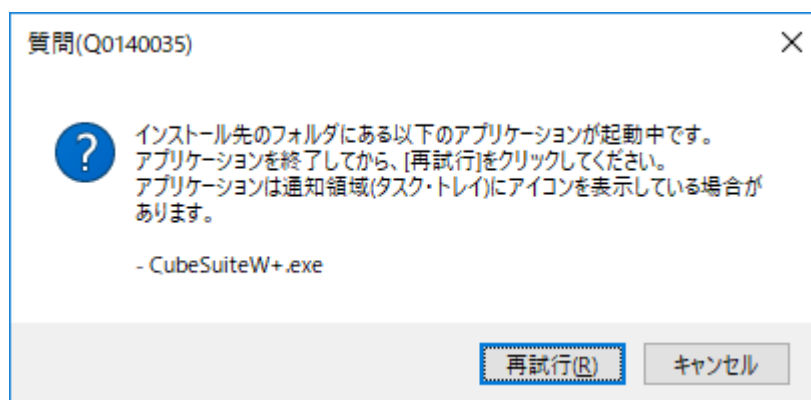 質問(Q0140035)
インストール先のフォルダにある以下のアプリケーションが起動中です。
アプリケーションを終了してから、[再試行]をクリックしてください。
アプリケーションは通知領域(タスク・トレイ)にアイコンを表示している場合が
あります。
- CubeSuiteW+.exe
再試行(R) キャンセル